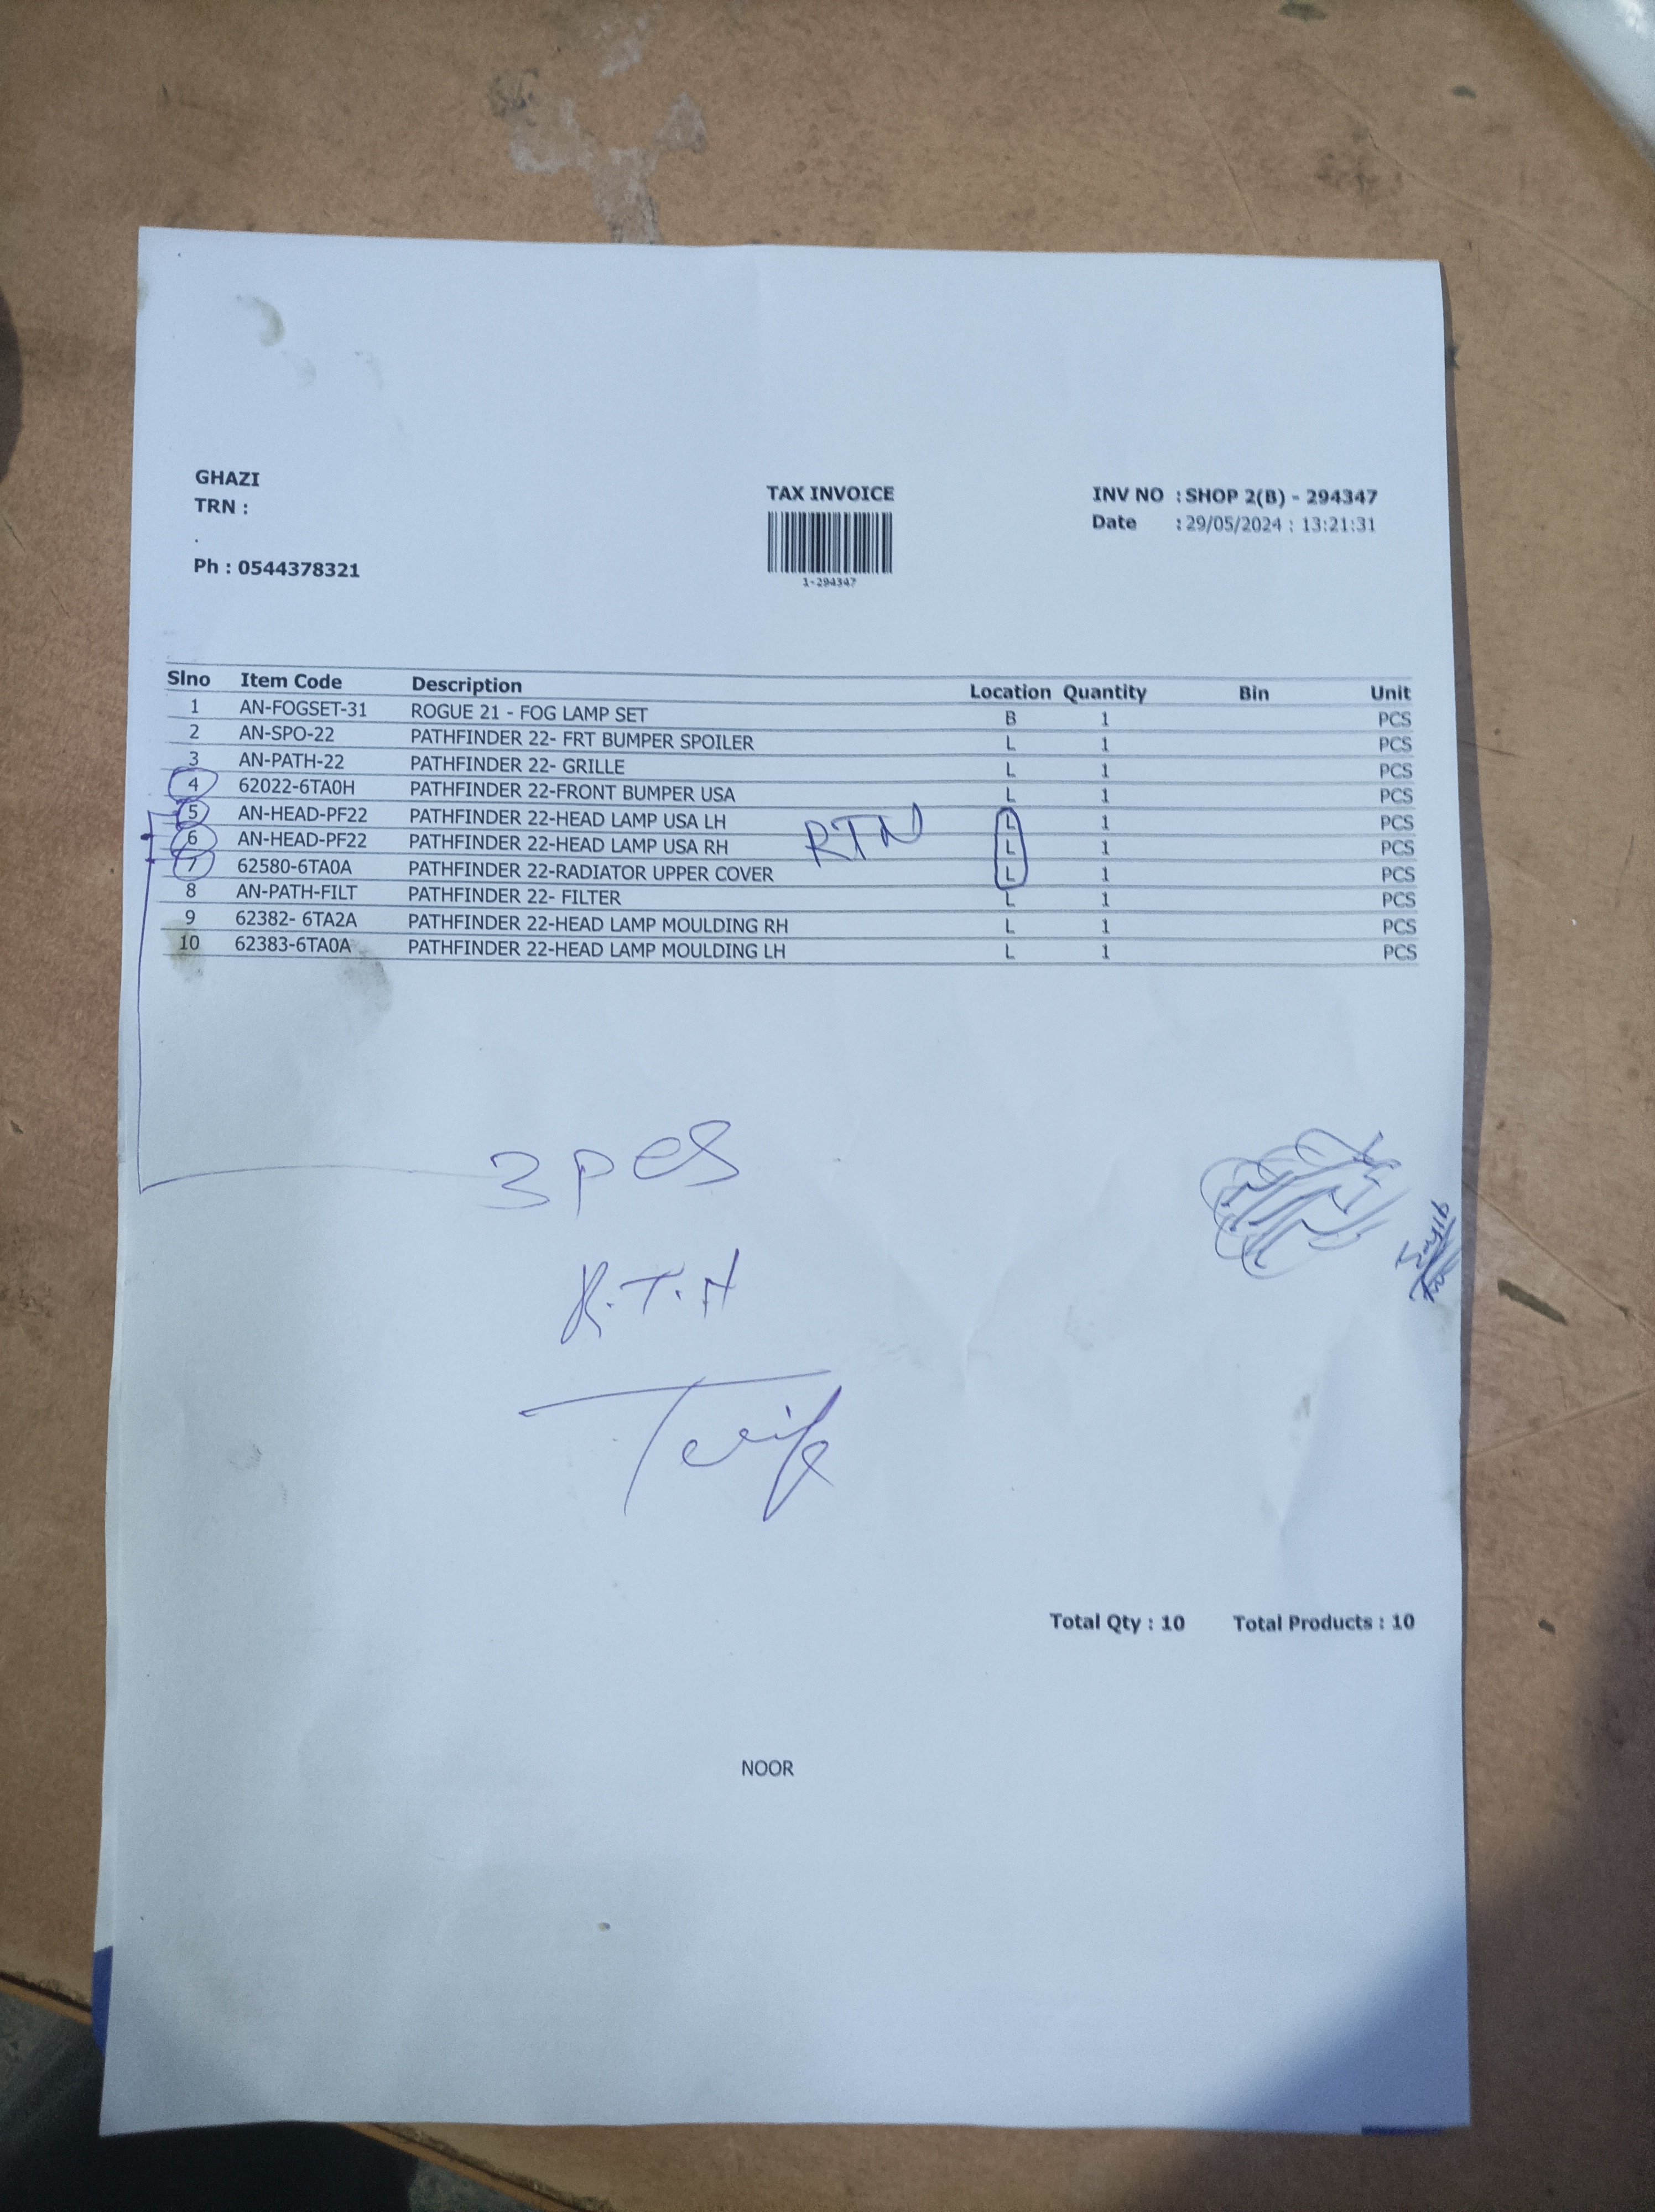 GHAZI
TRN :
.
Ph : 0544378321
TAX INVOICE
1-294347
INV NO : SHOP 2(B) - 294347
Date : 29/05/2024 : 13:21:31
Slno Item Code Description Location Quantity Bin Unit
1 AN-FOGSET-31 ROGUE 21 - FOG LAMP SET B 1 PCS
2 AN-SPO-22 PATHFINDER 22- FRT BUMPER SPOILER L 1 PCS
3 AN-PATH-22 PATHFINDER 22- GRILLE L 1 PCS
4 62022-6TA0H PATHFINDER 22-FRONT BUMPER USA L 1 PCS
5 AN-HEAD-PF22 PATHFINDER 22-HEAD LAMP USA LH L 1 PCS
6 AN-HEAD-PF22 PATHFINDER 22-HEAD LAMP USA RH RTN L 1 PCS
7 62580-6TA0A PATHFINDER 22-RADIATOR UPPER COVER L 1 PCS
8 AN-PATH-FILT PATHFINDER 22- FILTER L 1 PCS
9 62382- 6TA2A PATHFINDER 22-HEAD LAMP MOULDING RH L 1 PCS
10 62383-6TA0A PATHFINDER 22-HEAD LAMP MOULDING LH L 1 PCS
3 pes
R.T.N
Total Qty : 10 Total Products : 10
NOOR